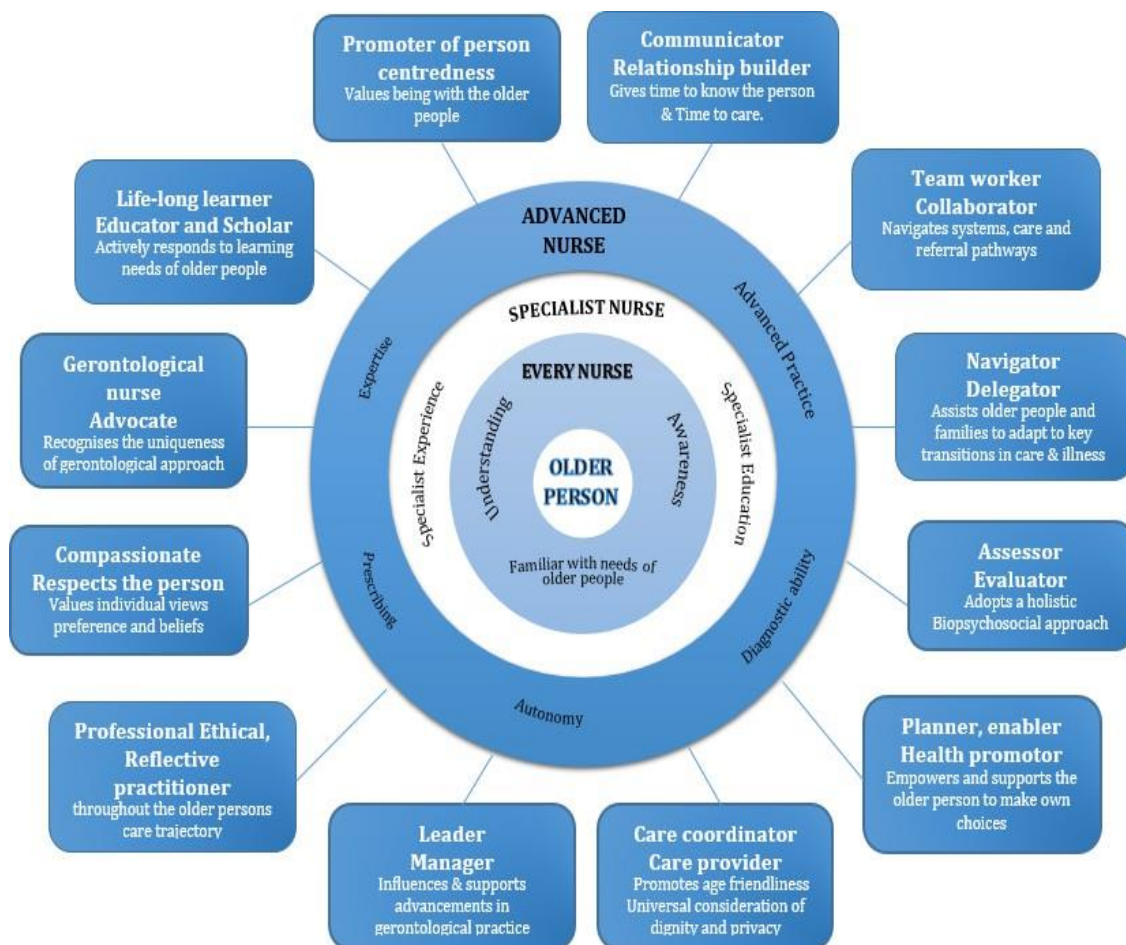 Promoter of person
centredness
Values being with the older
people
Communicator
Relationship builder
Gives time to know the person
& Time to care.
Life-long learner
Educator and Scholar
Actively responds to learning
needs of older people
Team worker
Collaborator
Navigates systems, care and
referral pathways
Gerontological
nurse
Advocate
Recognises the uniqueness
of gerontological approach
Navigator
Delegator
Assists older people and
families to adapt to key
transitions in care & illness
Compassionate
Respects the person
Values individual views
preference and beliefs
Assessor
Evaluator
Adopts a holistic
Biopsychosocial approach
Professional Ethical,
Reflective
practitioner
throughout the older persons
care trajectory
Planner, enabler
Health promotor
Empowers and supports the
older person to make own
choices
Leader
Manager
Influences & supports
advancements in
gerontological practice
Care coordinator
Care provider
Promotes age friendliness
Universal consideration of
dignity and privacy
ADVANCED
NURSE
Expertise
Advanced Practice
Prescribing
Diagnostic ability
Autonomy
SPECIALIST NURSE
Specialist Experience
Specialist Education
EVERY NURSE
Understanding
Awareness
Familiar with needs of
older people
OLDER
PERSON